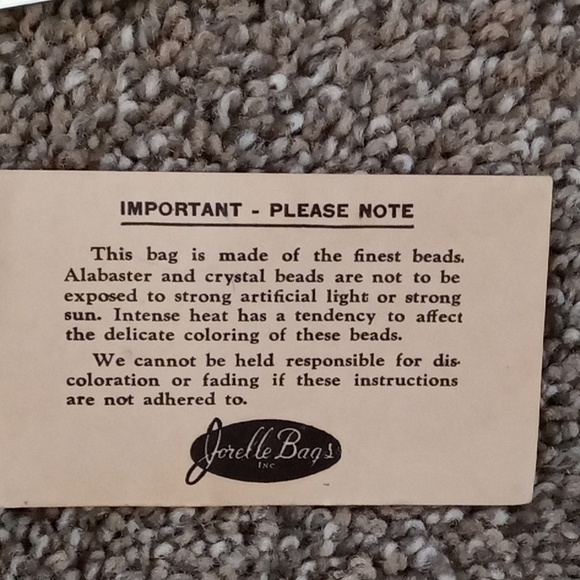 IMPORTANT - PLEASE NOTE
This bag is made of the finest beads.
Alabaster and crystal beads are not to be
exposed to strong artificial light or strong
sun. Intense heat has a tendency to affect
the delicate coloring of these beads.
We cannot be held responsible for dis-
coloration or fading if these instructions
are not adhered to.
Jorelle Bags
INC